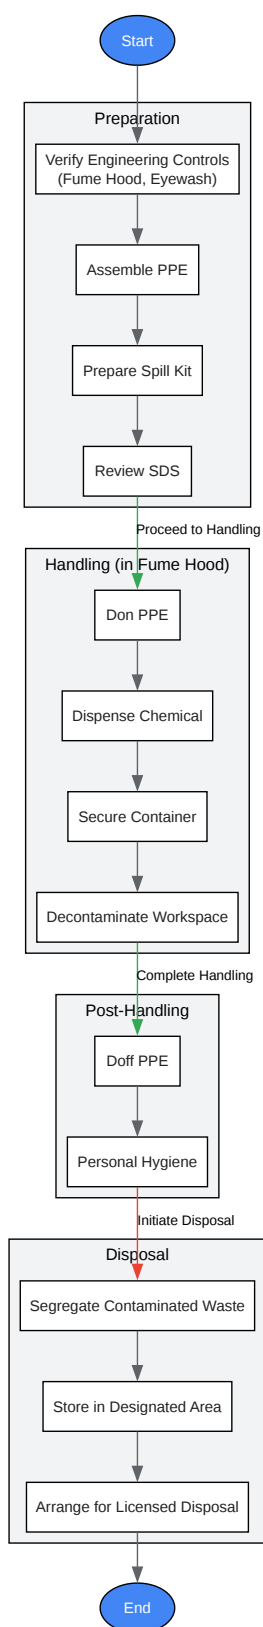 Start
Preparation
Verify Engineering Controls
(Fume Hood, Eyewash)
Assemble PPE
Prepare Spill Kit
Review SDS
Proceed to Handling
Handling (in Fume Hood)
Don PPE
Dispense Chemical
Secure Container
Decontaminate Workspace
Complete Handling
Post-Handling
Doff PPE
Personal Hygiene
Initiate Disposal
Disposal
Segregate Contaminated Waste
Store in Designated Area
Arrange for Licensed Disposal
End